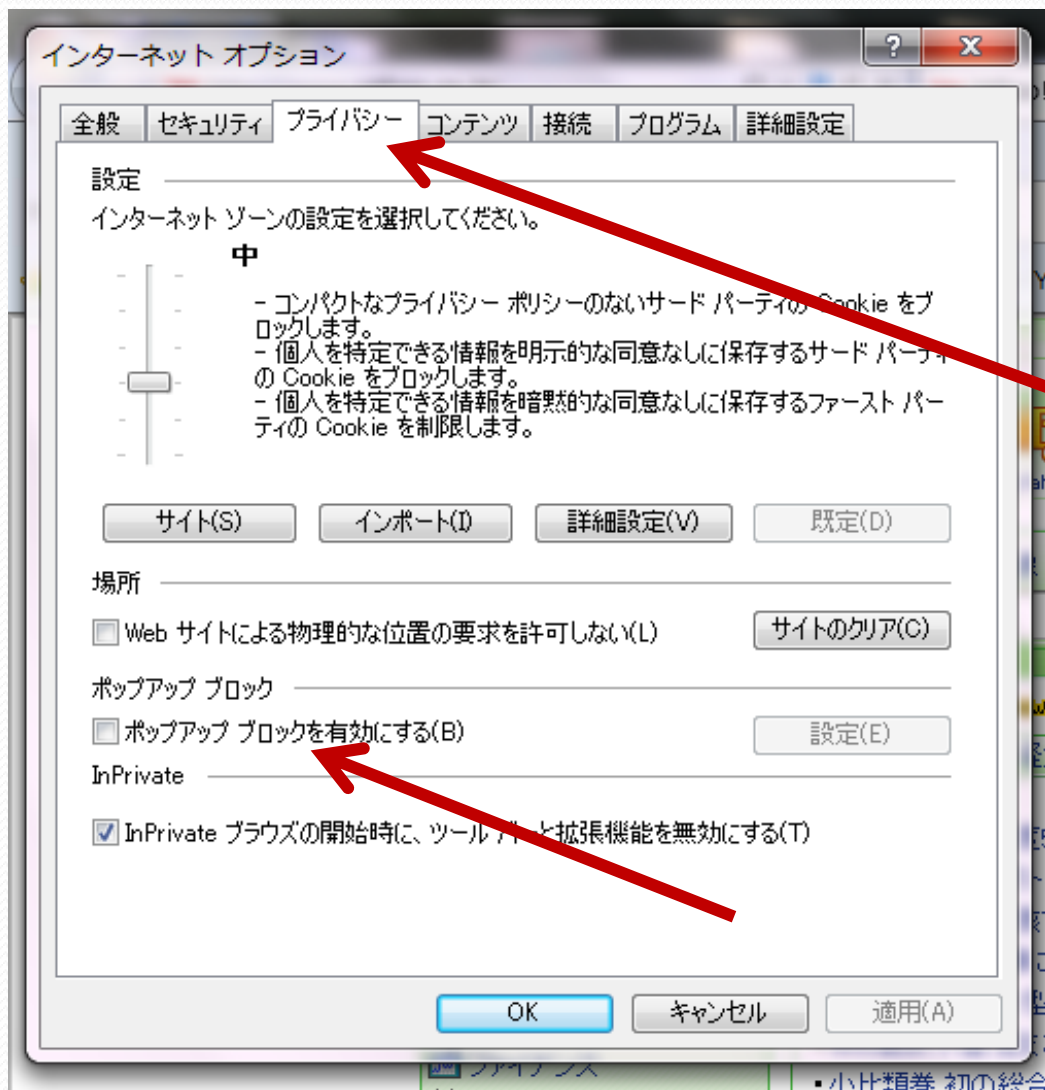 インターネット オプション
?
X
全般 セキュリティ プライバシー コンテンツ 接続 プログラム 詳細設定
設定
インターネット ゾーンの設定を選択してください。
中
- コンパクトなプライバシー ポリシーのないサード パーティの Cookie をブ
ロックします。
- 個人を特定できる情報を明示的な同意なしに保存するサード パーティ
の Cookie をブロックします。
- 個人を特定できる情報を暗黙的な同意なしに保存するファースト パー
ティの Cookie を制限します。
サイト(S) インポート(I) 詳細設定(V) 既定(D)
場所
Web サイトによる物理的な位置の要求を許可しない(L) サイトのクリア(C)
ポップアップ ブロック
ポップアップ ブロックを有効にする(B) 設定(E)
InPrivate
InPrivate ブラウズの開始時に、ツール バーと拡張機能を無効にする(T)
OK キャンセル 適用(A)
ファイナンス
・小比類巻 初の総合